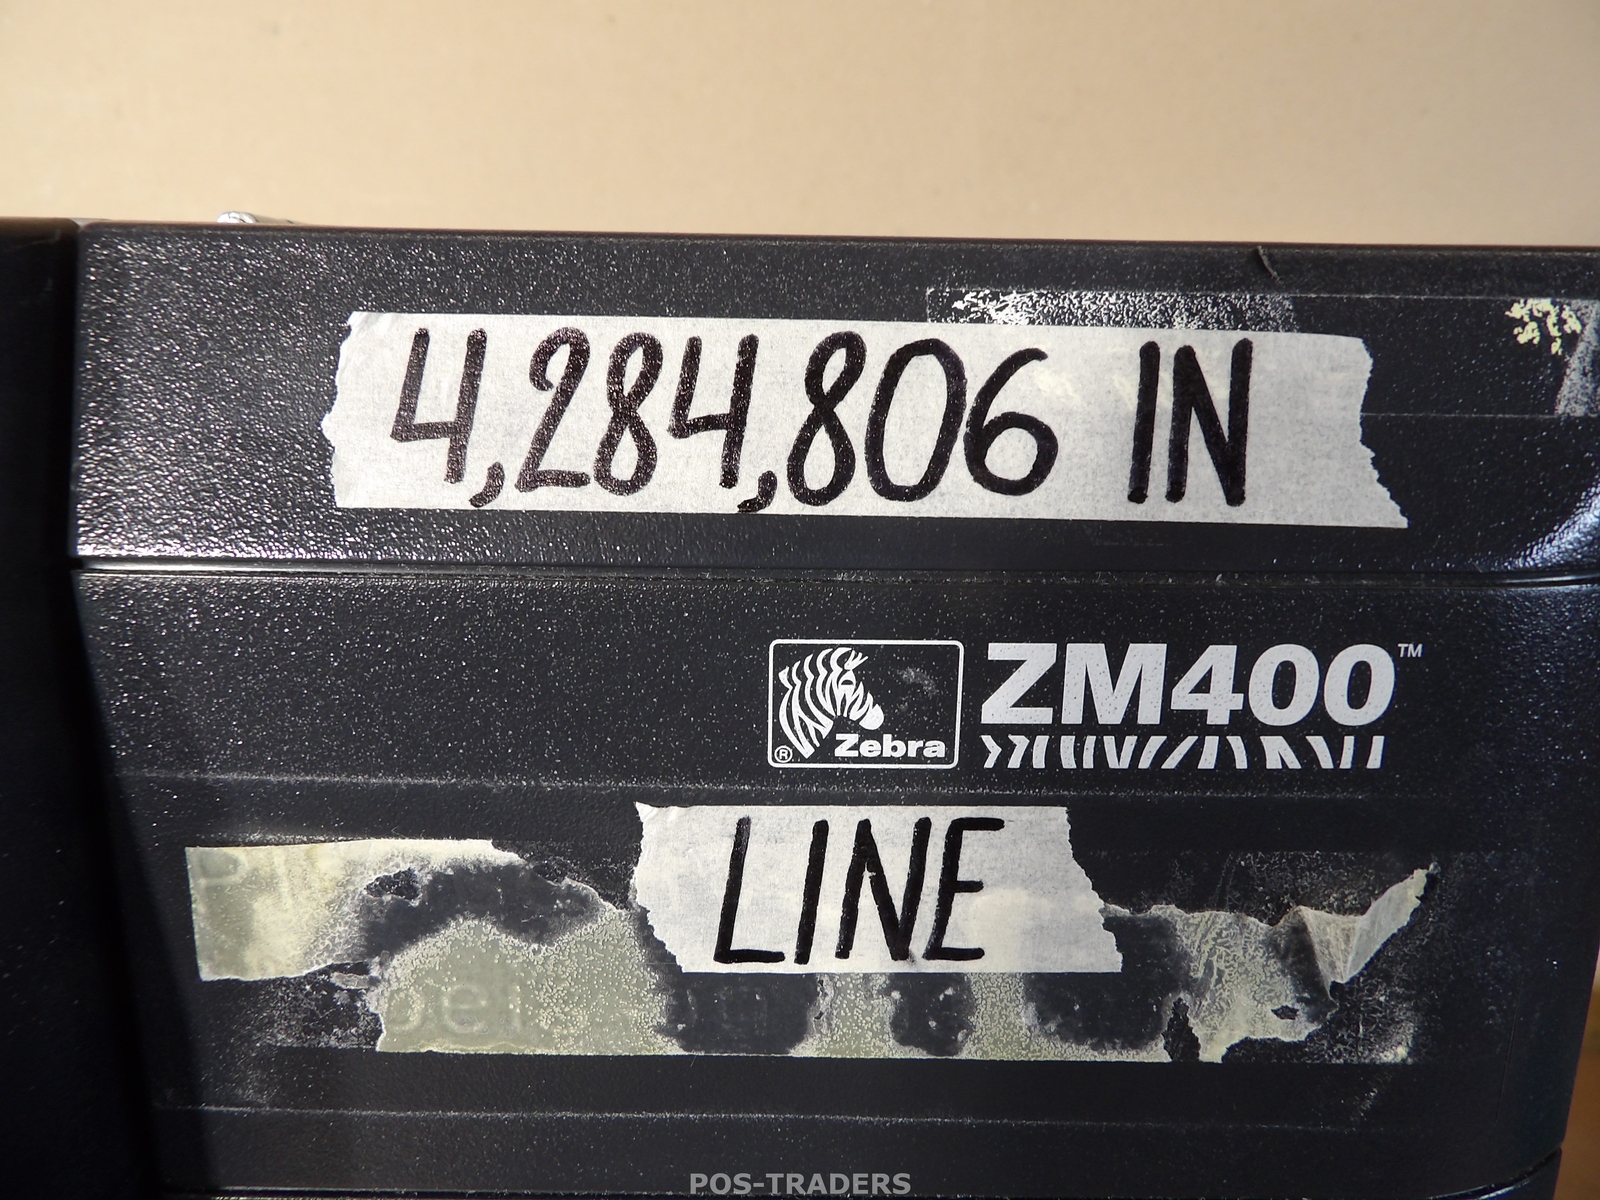 4,284,806 IN
ZM400™
® Zebra
LINE
POS-TRADERS